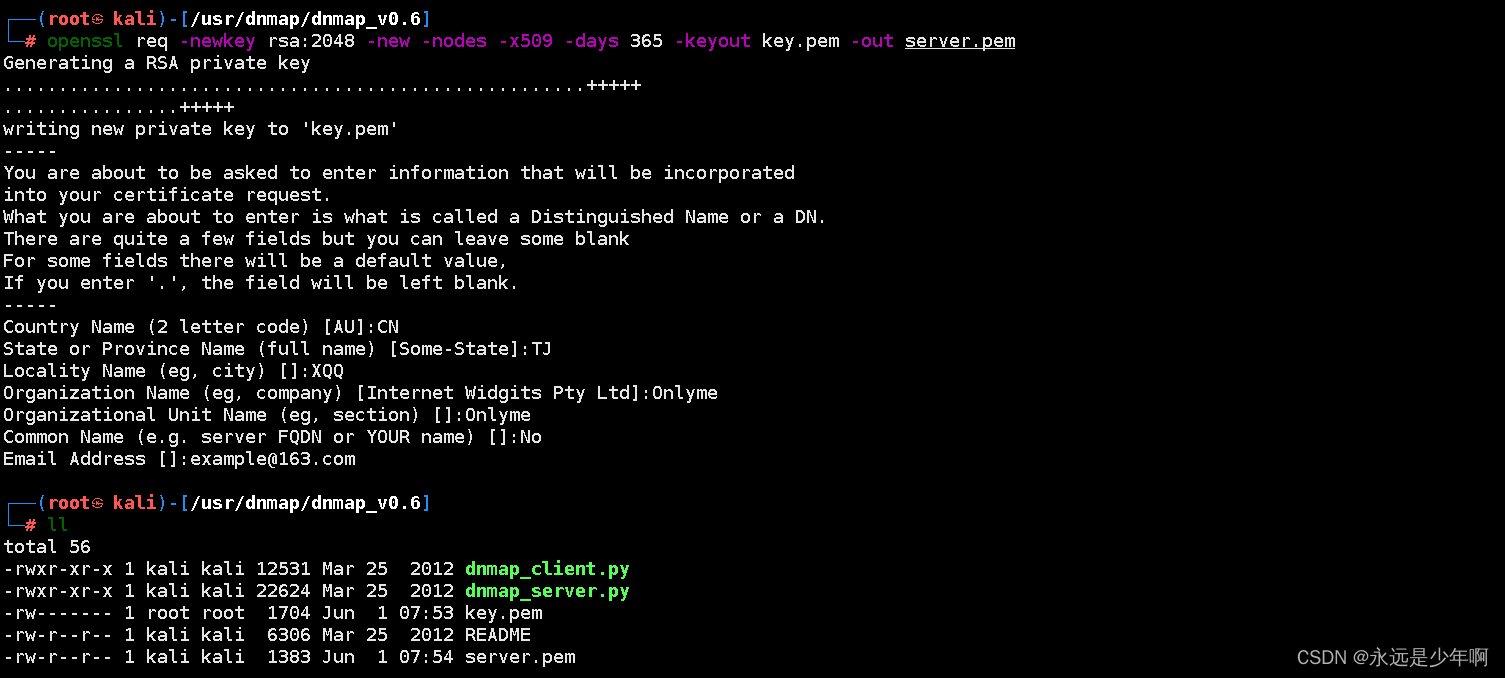 ┌──(root㉿kali)-[/usr/dnmap/dnmap_v0.6]
└─# openssl req -newkey rsa:2048 -new -nodes -x509 -days 365 -keyout key.pem -out server.pem
Generating a RSA private key
.....................................................+++++
................+++++
writing new private key to 'key.pem'
-----
You are about to be asked to enter information that will be incorporated
into your certificate request.
What you are about to enter is what is called a Distinguished Name or a DN.
There are quite a few fields but you can leave some blank
For some fields there will be a default value,
If you enter '.', the field will be left blank.
-----
Country Name (2 letter code) [AU]:CN
State or Province Name (full name) [Some-State]:TJ
Locality Name (eg, city) []:XQQ
Organization Name (eg, company) [Internet Widgits Pty Ltd]:Onlyme
Organizational Unit Name (eg, section) []:Onlyme
Common Name (e.g. server FQDN or YOUR name) []:No
Email Address []:example@163.com
┌──(root㉿kali)-[/usr/dnmap/dnmap_v0.6]
└─# ll
total 56
-rwxr-xr-x 1 kali kali 12531 Mar 25  2012 dnmap_client.py
-rwxr-xr-x 1 kali kali 22624 Mar 25  2012 dnmap_server.py
-rw------- 1 root root  1704 Jun  1 07:53 key.pem
-rw-r--r-- 1 kali kali  6306 Mar 25  2012 README
-rw-r--r-- 1 kali kali  1383 Jun  1 07:54 server.pem
CSDN @永远是少年啊